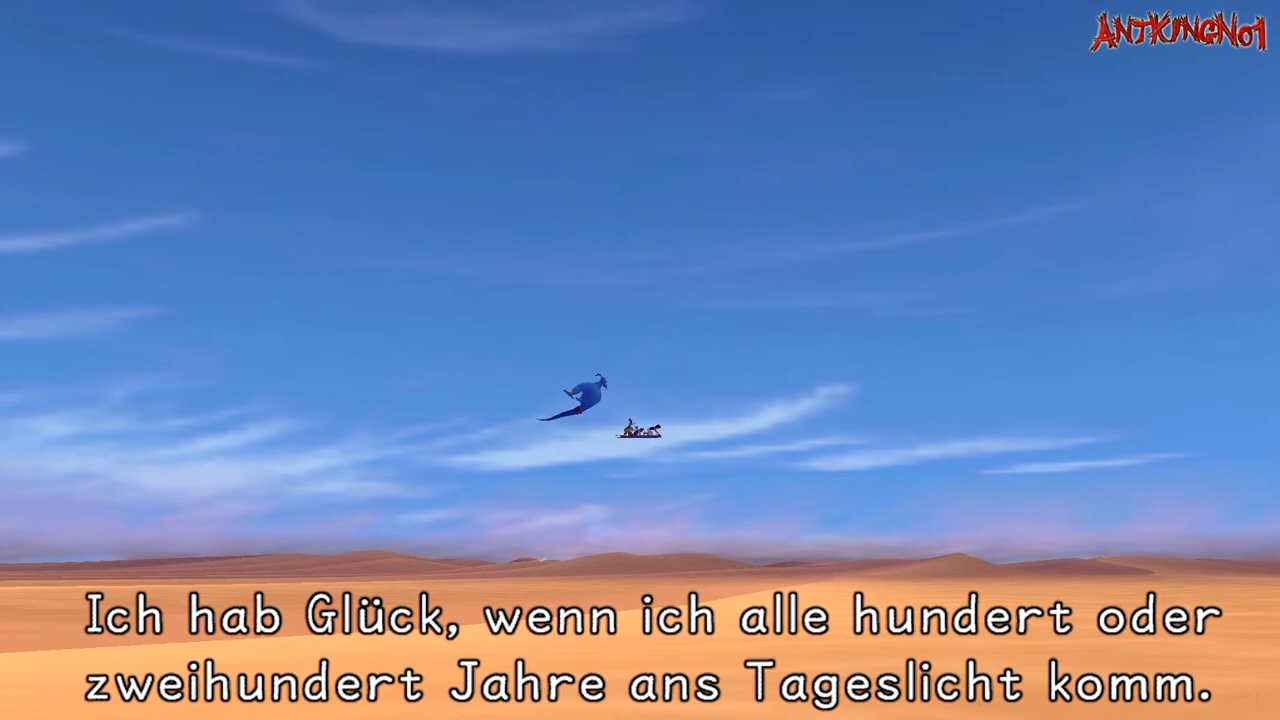 AntKingNo1
Ich hab Glück, wenn ich alle hundert oder
zweihundert Jahre ans Tageslicht komm.